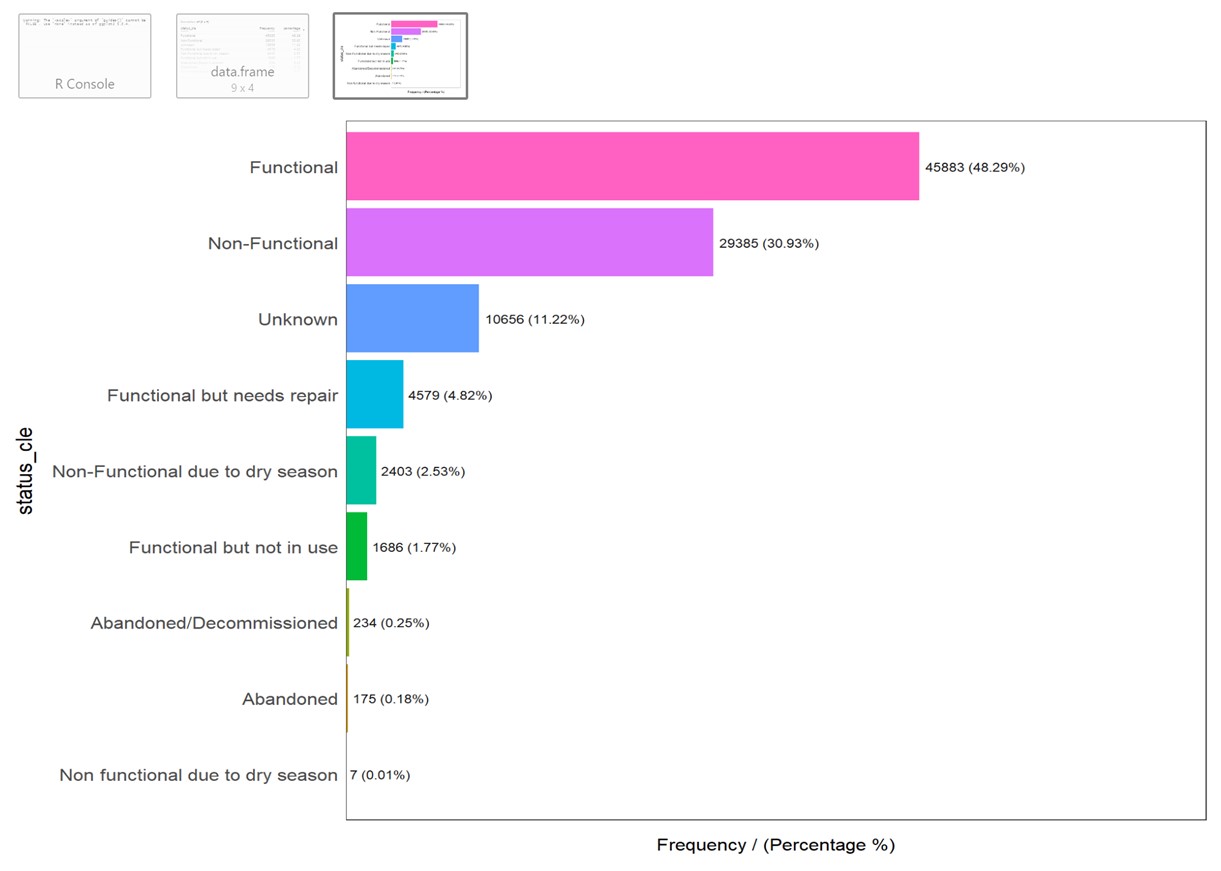 R Console
data.frame
9 x 4
Functional
45883 (48.29%)
Non-Functional
29385 (30.93%)
Unknown
10656 (11.22%)
Functional but needs repair
4579 (4.82%)
Non-Functional due to dry season
2403 (2.53%)
Functional but not in use
1686 (1.77%)
Abandoned/Decommissioned
234 (0.25%)
Abandoned
175 (0.18%)
Non functional due to dry season
7 (0.01%)
status_cle
Frequency / (Percentage %)